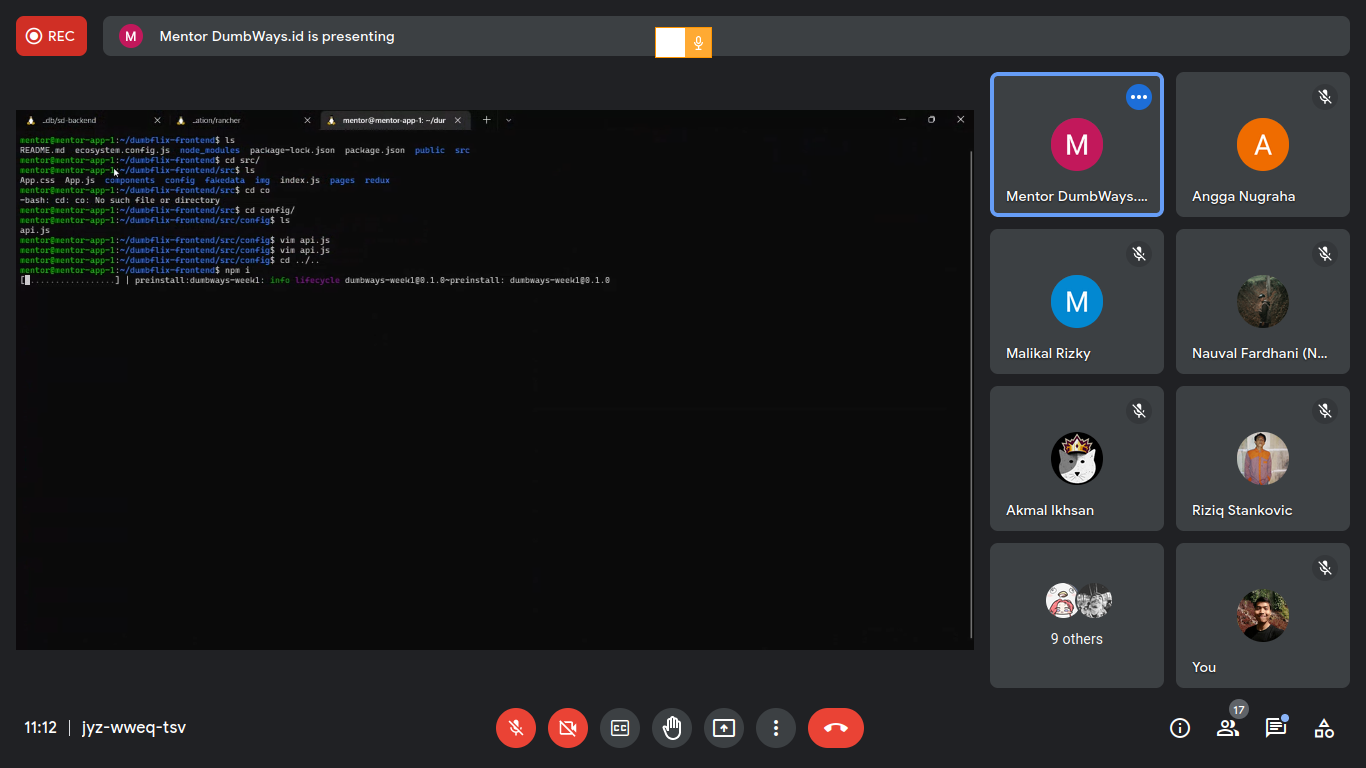 REC
M
Mentor DumbWays.id is presenting
..db/sd-backend
..ation/rancher
mentor@mentor-app-1: ~/dur
mentor@mentor-app-1:~/dumbflix-frontend$ ls
README.md ecosystem.config.js node_modules package-lock.json package.json public src
mentor@mentor-app-1:~/dumbflix-frontend$ cd src/
mentor@mentor-app-1:~/dumbflix-frontend/src$ ls
App.css App.js components config fakedata img index.js pages redux
mentor@mentor-app-1:~/dumbflix-frontend/src$ cd co
-bash: cd: co: No such file or directory
mentor@mentor-app-1:~/dumbflix-frontend/src$ cd config/
mentor@mentor-app-1:~/dumbflix-frontend/src/config$ ls
api.js
mentor@mentor-app-1:~/dumbflix-frontend/src/config$ vim api.js
mentor@mentor-app-1:~/dumbflix-frontend/src/config$ vim api.js
mentor@mentor-app-1:~/dumbflix-frontend/src/config$ cd ../..
mentor@mentor-app-1:~/dumbflix-frontend$ npm i
[ .................] | preinstall:dumbways-week1: info lifecycle dumbways-week1@0.1.0~preinstall: dumbways-week1@0.1.0
M
Mentor DumbWays....
A
Angga Nugraha
M
Malikal Rizky
Nauval Fardhani (N...
Akmal Ikhsan
Riziq Stankovic
9 others
You
11:12 | jyz-wweq-tsv
CC
17